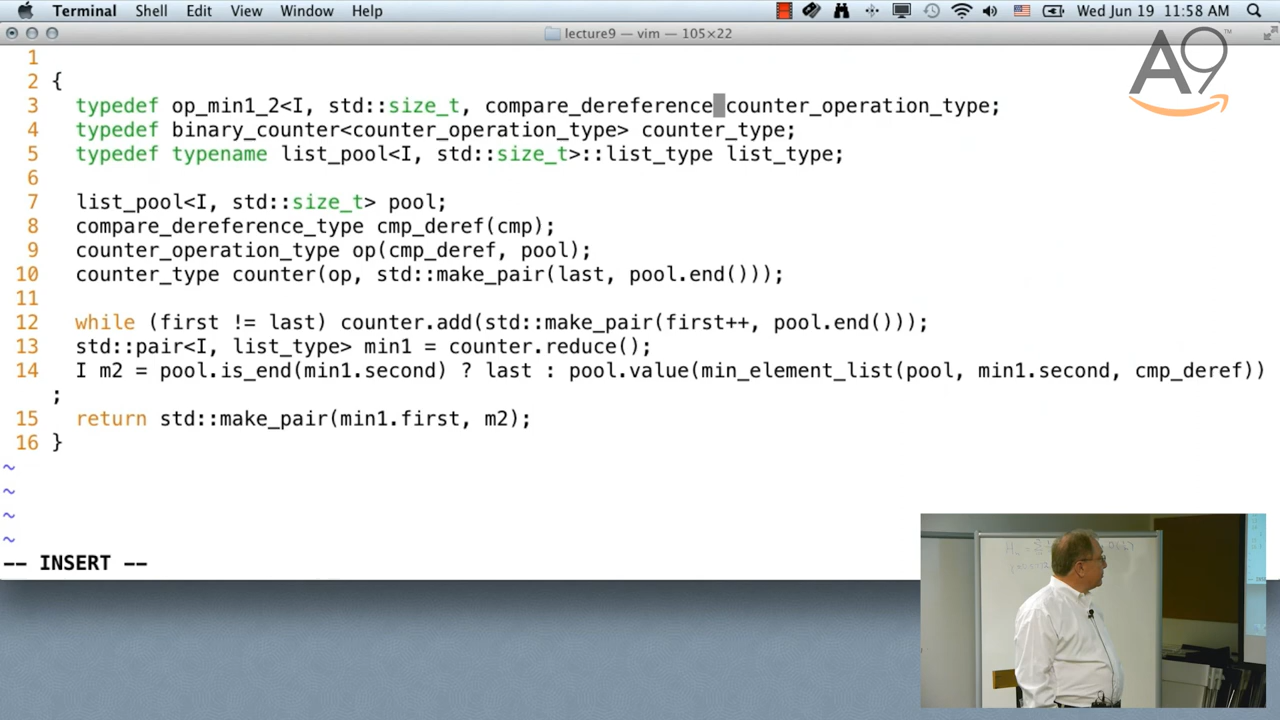 Terminal Shell Edit View Window Help Wed Jun 19 11:58 AM
lecture9 — vim — 105×22
A9™
1
2 {
3 typedef op_min1_2<I, std::size_t, compare_dereference counter_operation_type;
4 typedef binary_counter<counter_operation_type> counter_type;
5 typedef typename list_pool<I, std::size_t>::list_type list_type;
6
7 list_pool<I, std::size_t> pool;
8 compare_dereference_type cmp_deref(cmp);
9 counter_operation_type op(cmp_deref, pool);
10 counter_type counter(op, std::make_pair(last, pool.end()));
11
12 while (first != last) counter.add(std::make_pair(first++, pool.end()));
13 std::pair<I, list_type> min1 = counter.reduce();
14 I m2 = pool.is_end(min1.second) ? last : pool.value(min_element_list(pool, min1.second, cmp_deref))
;
15 return std::make_pair(min1.first, m2);
16 }
~
~
~
~
-- INSERT --